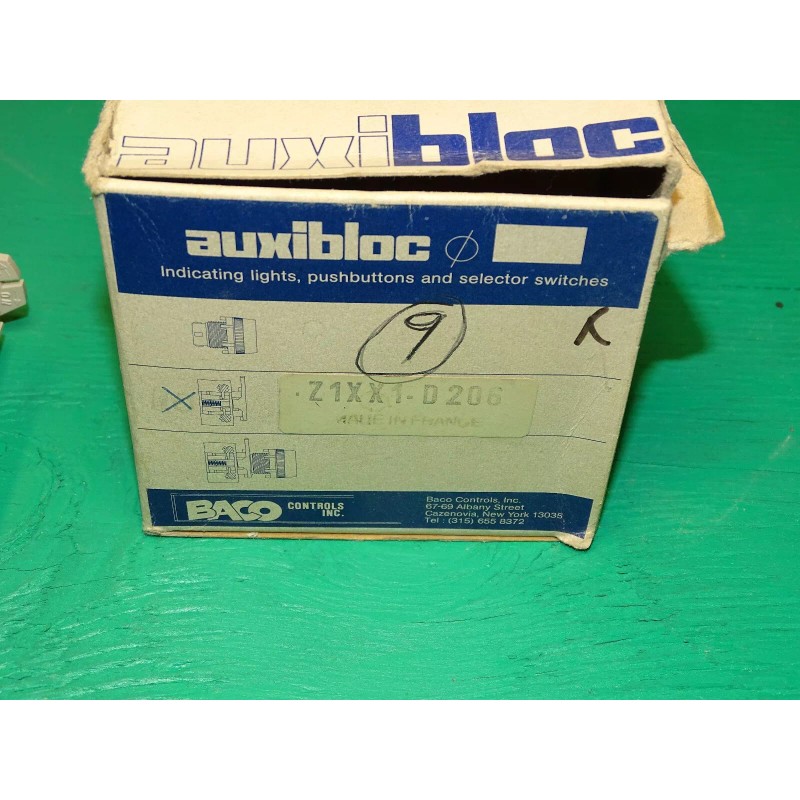 auxibloc
auxibloc ø
Indicating lights, pushbuttons and selector switches
9
K
X
Z1XX1-D206
MADE IN FRANCE
BACO CONTROLS INC.
Baco Controls, Inc.
67-69 Albany Street
Cazenovia, New York 13035
Tel : (315) 655 8372